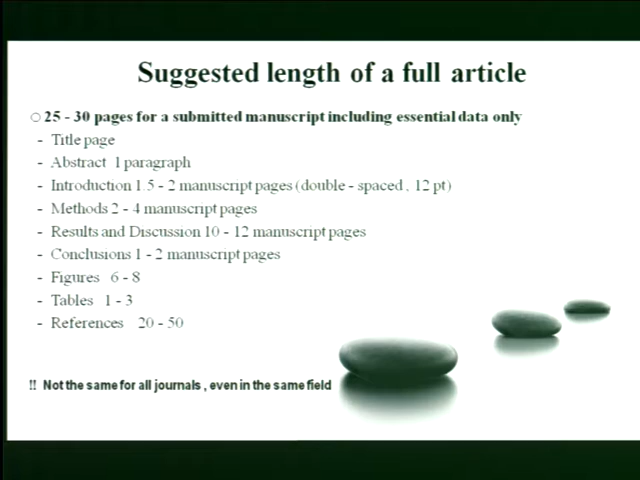 Suggested length of a full article
25 - 30 pages for a submitted manuscript including essential data only
- Title page
- Abstract 1 paragraph
- Introduction 1.5 - 2 manuscript pages (double - spaced , 12 pt)
- Methods 2 - 4 manuscript pages
- Results and Discussion 10 - 12 manuscript pages
- Conclusions 1 - 2 manuscript pages
- Figures 6 - 8
- Tables 1 - 3
- References 20 - 50
!! Not the same for all journals , even in the same field